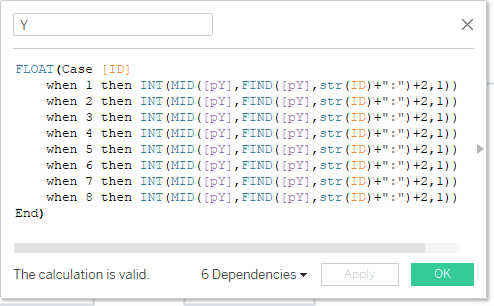 Y
FLOAT(Case [ID]
when 1 then INT(MID([pY],FIND([pY],str(ID)+":")+2,1))
when 2 then INT(MID([pY],FIND([pY],str(ID)+":")+2,1))
when 3 then INT(MID([pY],FIND([pY],str(ID)+":")+2,1))
when 4 then INT(MID([pY],FIND([pY],str(ID)+":")+2,1))
when 5 then INT(MID([pY],FIND([pY],str(ID)+":")+2,1))
when 6 then INT(MID([pY],FIND([pY],str(ID)+":")+2,1))
when 7 then INT(MID([pY],FIND([pY],str(ID)+":")+2,1))
when 8 then INT(MID([pY],FIND([pY],str(ID)+":")+2,1))
End)
The calculation is valid. 6 Dependencies Apply OK